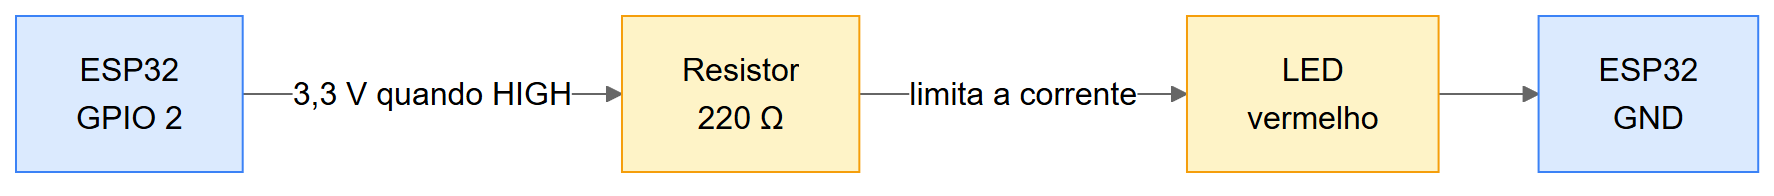 ESP32
GPIO 2
3,3 V quando HIGH
Resistor
220 Ω
limita a corrente
LED
vermelho
ESP32
GND